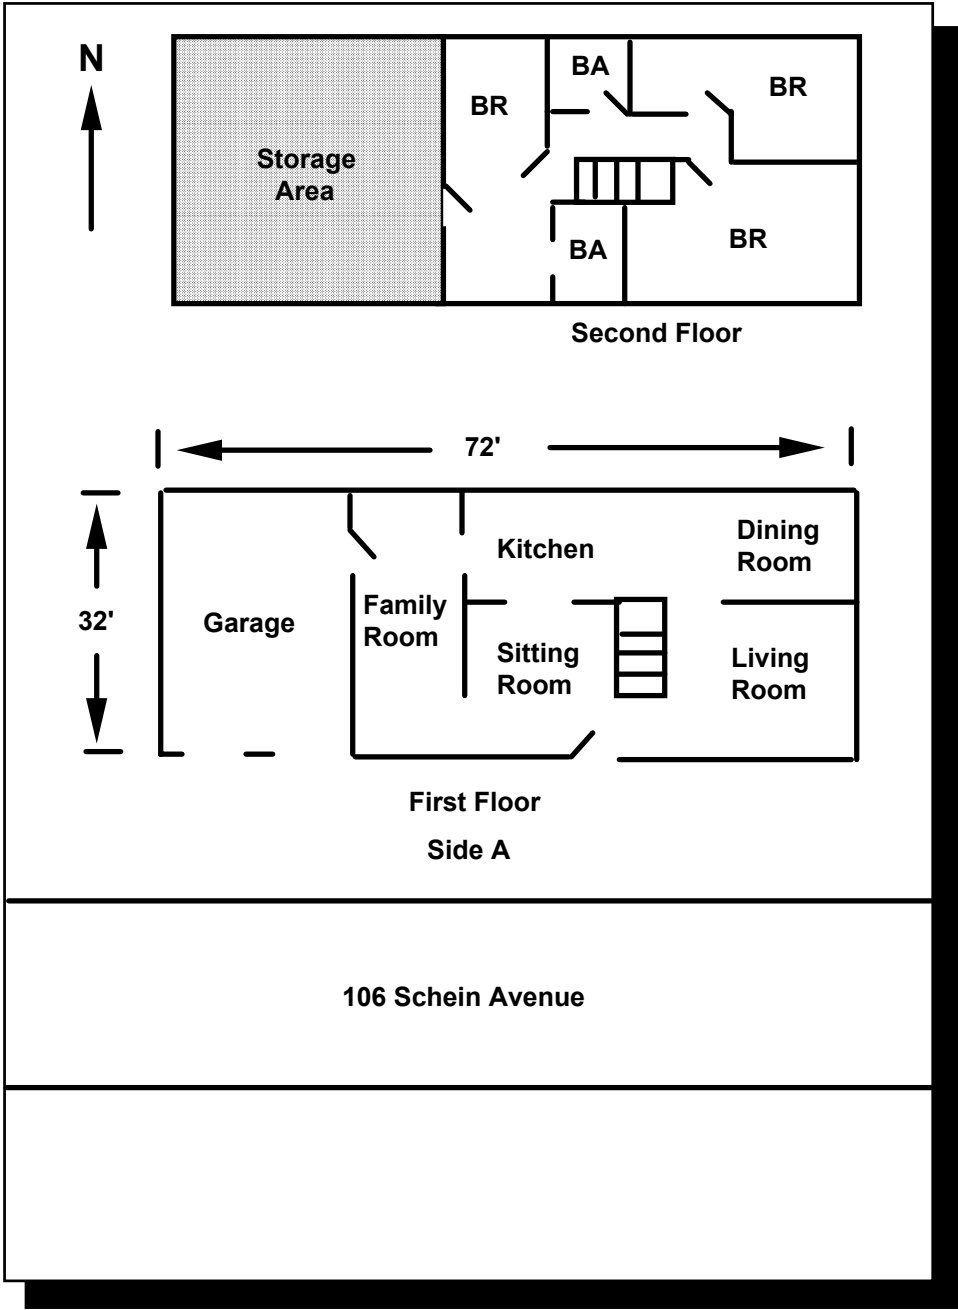 N
BA
BR
BR
Storage
Area
BA
BR
Second Floor
72'
Kitchen
Dining
Room
32'
Garage
Family
Room
Sitting
Room
Living
Room
First Floor
Side A
106 Schein Avenue